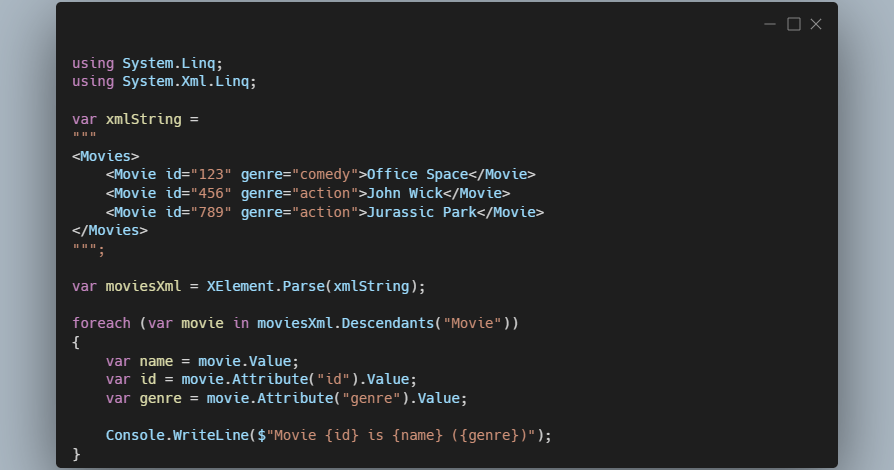 using System.Linq;
using System.Xml.Linq;
var xmlString =
"""
<Movies>
    <Movie id="123" genre="comedy">Office Space</Movie>
    <Movie id="456" genre="action">John Wick</Movie>
    <Movie id="789" genre="action">Jurassic Park</Movie>
</Movies>
""";
var moviesXml = XElement.Parse(xmlString);
foreach (var movie in moviesXml.Descendants("Movie"))
{
    var name = movie.Value;
    var id = movie.Attribute("id").Value;
    var genre = movie.Attribute("genre").Value;
    Console.WriteLine($"Movie {id} is {name} ({genre})");
}